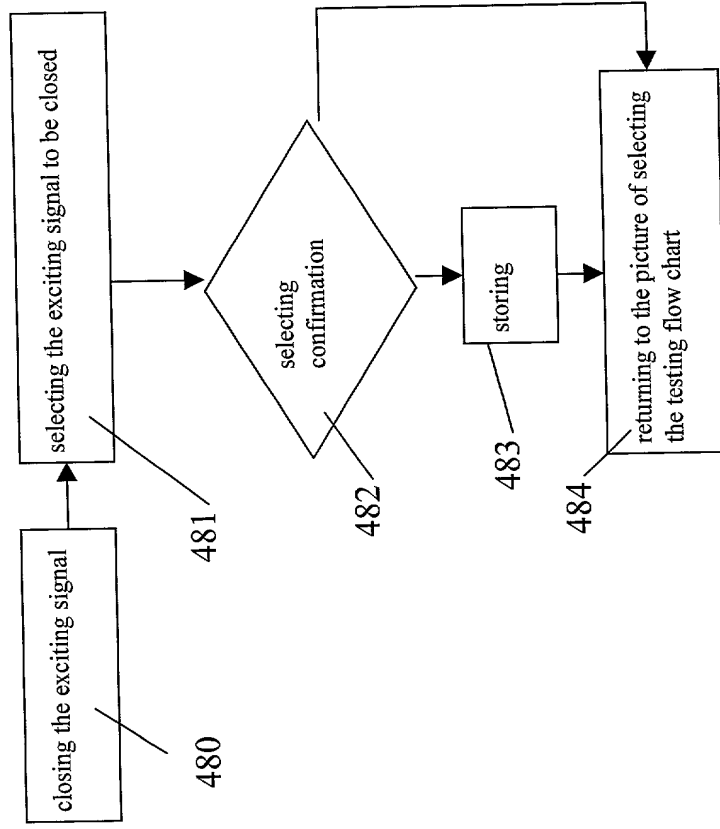 closing the exciting signal
480
selecting the exciting signal to be closed
481
selecting
confirmation
482
storing
483
returning to the picture of selecting
the testing flow chart
484